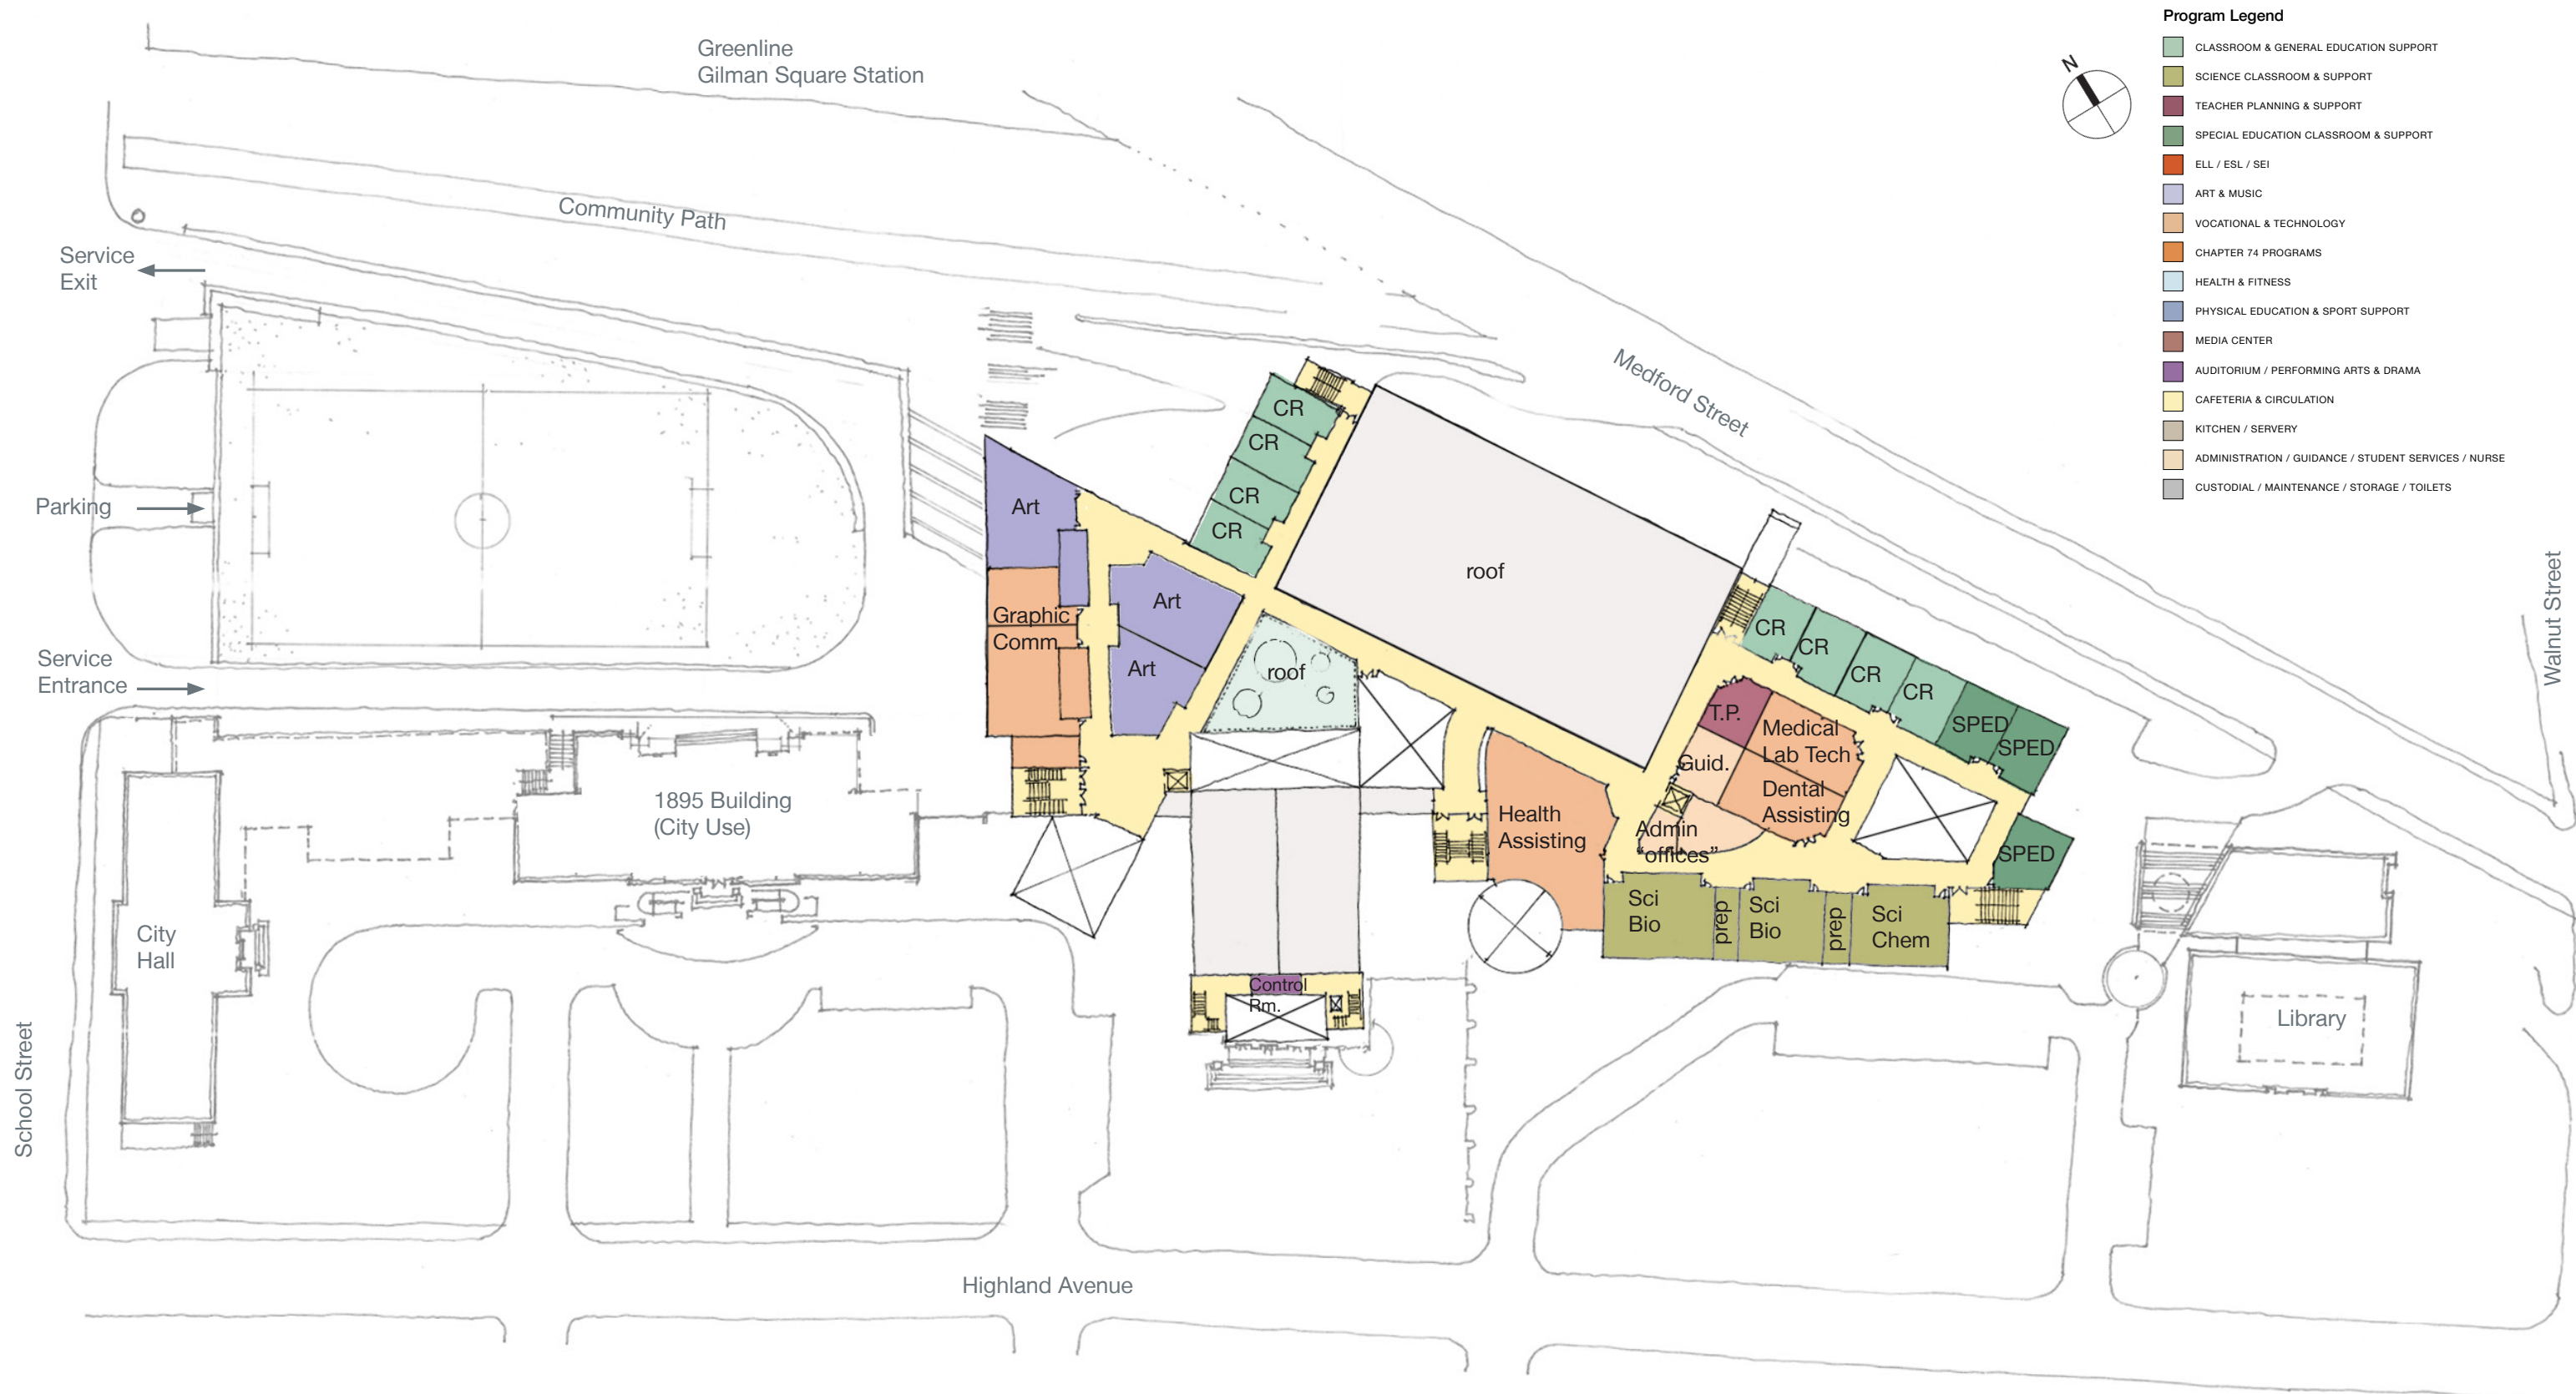 Program Legend
CLASSROOM & GENERAL EDUCATION SUPPORT
SCIENCE CLASSROOM & SUPPORT
TEACHER PLANNING & SUPPORT
SPECIAL EDUCATION CLASSROOM & SUPPORT
ELL / ESL / SEI
ART & MUSIC
VOCATIONAL & TECHNOLOGY
CHAPTER 74 PROGRAMS
HEALTH & FITNESS
PHYSICAL EDUCATION & SPORT SUPPORT
MEDIA CENTER
AUDITORIUM / PERFORMING ARTS & DRAMA
CAFETERIA & CIRCULATION
KITCHEN / SERVERY
ADMINISTRATION / GUIDANCE / STUDENT SERVICES / NURSE
CUSTODIAL / MAINTENANCE / STORAGE / TOILETS
N
Greenline
Gilman Square Station
Community Path
Service
Exit
Parking
Service
Entrance
Medford Street
Walnut Street
School Street
Highland Avenue
City
Hall
1895 Building
(City Use)
Library
CR
CR
CR
CR
Art
Art
Art
Graphic
Comm.
roof
roof
CR
CR
CR
CR
SPED
SPED
SPED
T.P.
Guid.
Medical
Lab Tech
Dental
Assisting
Admin
“offices”
Health
Assisting
Sci
Bio
prep
Sci
Bio
prep
Sci
Chem
Control
Rm.